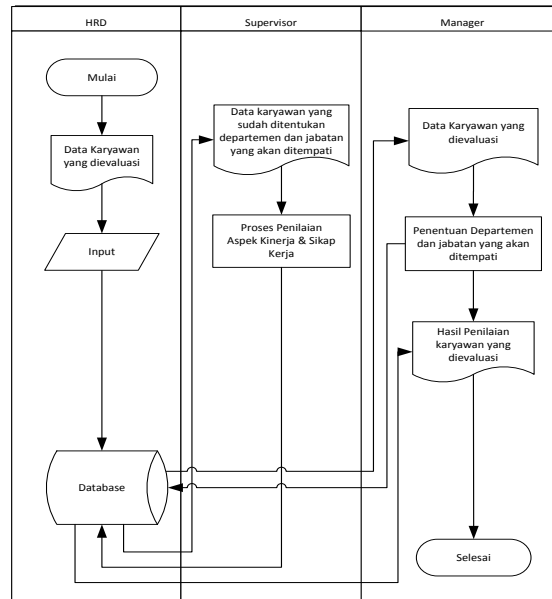 HRD
Supervisor
Manager
Mulai
Data Karyawan
yang dievaluasi
Input
Database
Data karyawan yang
sudah ditentukan
departemen dan jabatan
yang akan ditempati
Proses Penilaian
Aspek Kinerja & Sikap
Kerja
Data Karyawan yang
dievaluasi
Penentuan Departemen
dan jabatan yang akan
ditempati
Hasil Penilaian
karyawan yang
dievaluasi
Selesai